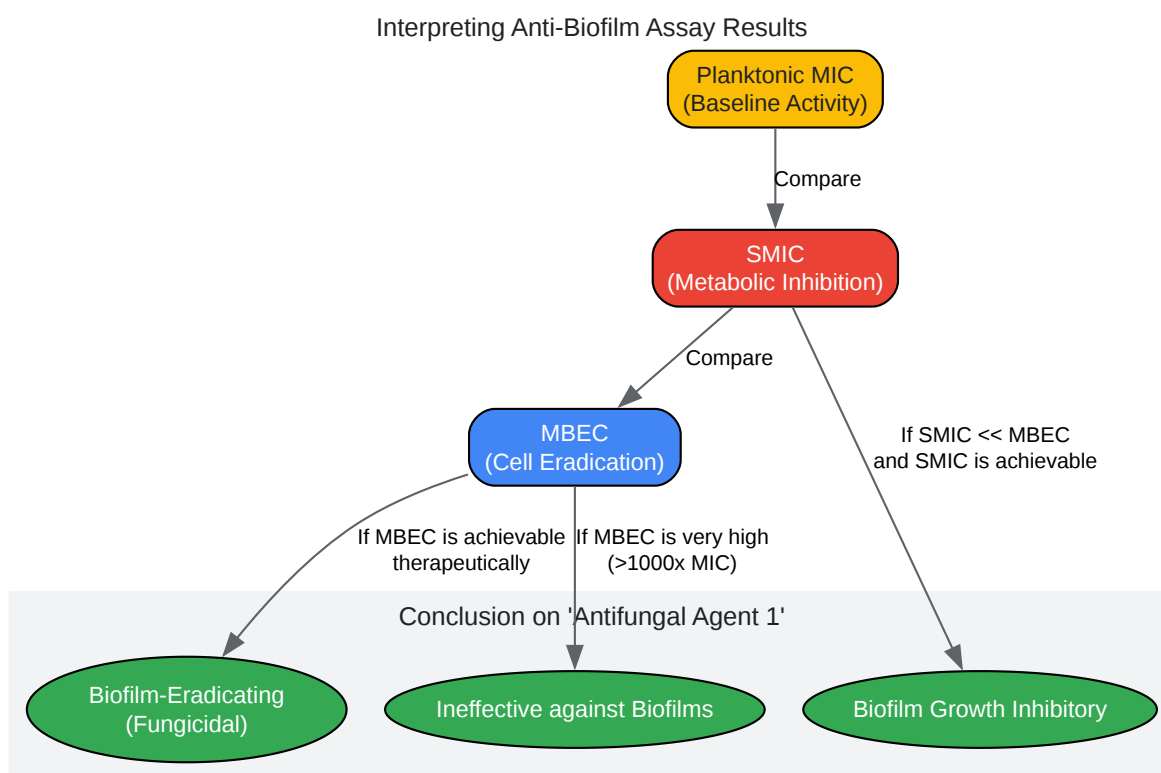 Interpreting Anti-Biofilm Assay Results
Planktonic MIC
(Baseline Activity)
Compare
SMIC
(Metabolic Inhibition)
Compare
MBEC
(Cell Eradication)
If SMIC << MBEC
and SMIC is achievable
If MBEC is achievable
therapeutically
If MBEC is very high
(>1000x MIC)
Conclusion on 'Antifungal Agent 1'
Biofilm-Eradicating
(Fungicidal)
Ineffective against Biofilms
Biofilm Growth Inhibitory